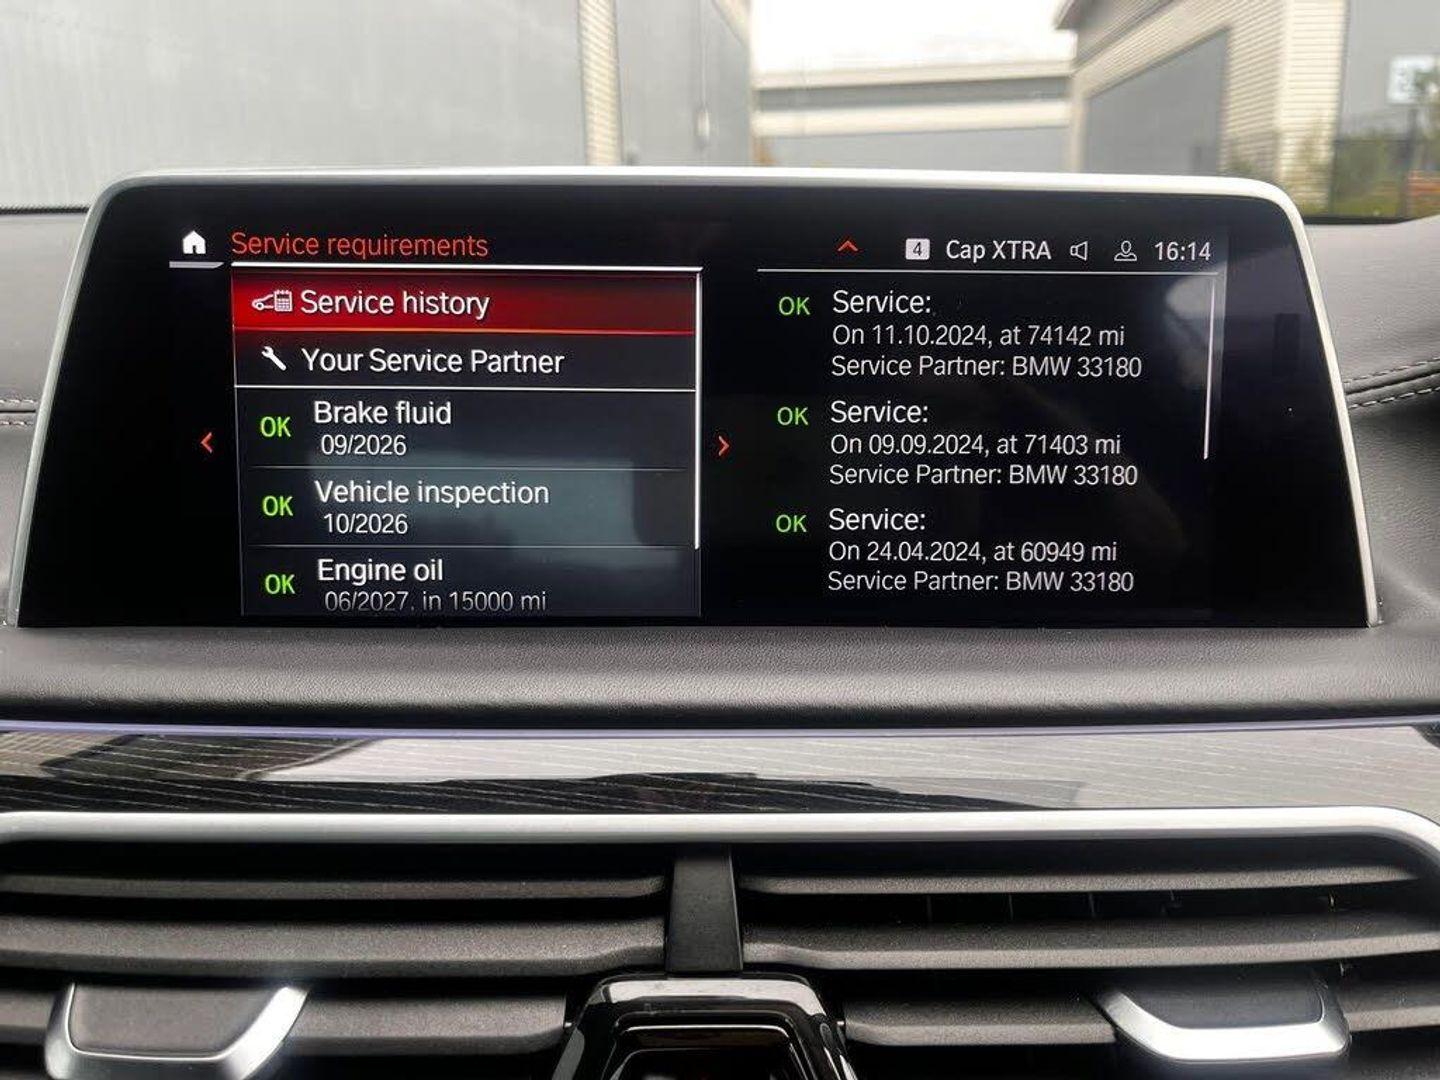 Service requirements
4 Cap XTRA 16:14
Service history
Your Service Partner
OK Brake fluid
09/2026
OK Vehicle inspection
10/2026
OK Engine oil
06/2027, in 15000 mi
OK Service:
On 11.10.2024, at 74142 mi
Service Partner: BMW 33180
OK Service:
On 09.09.2024, at 71403 mi
Service Partner: BMW 33180
OK Service:
On 24.04.2024, at 60949 mi
Service Partner: BMW 33180